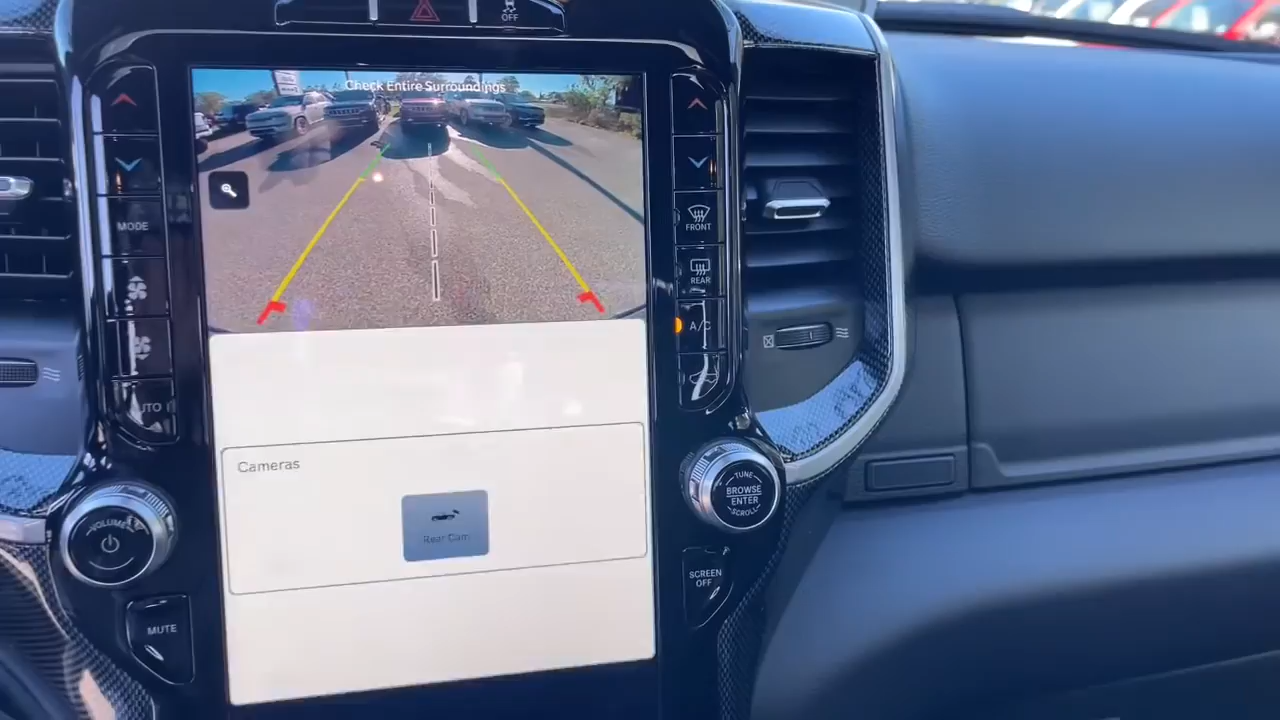 OFF
Check Entire Surroundings
MODE
FRONT
REAR
A/C
AUTO
Cameras
Rear Cam
VOLUME
TUNE
BROWSE
ENTER
SCROLL
SCREEN
OFF
MUTE